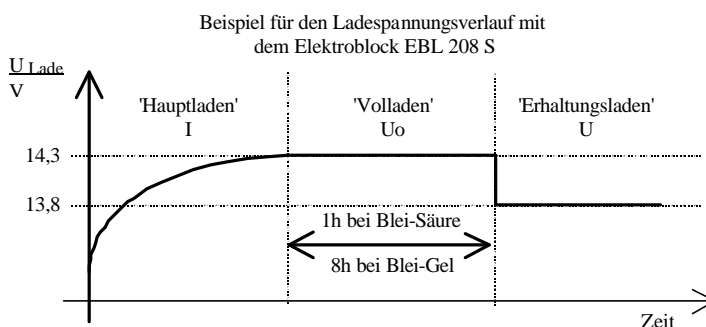 Beispiel für den Ladespannungsverlauf mit
dem Elektroblock EBL 208 S
U Lade
V
'Hauptladen'
I
'Volladen'
Uo
'Erhaltungsladen'
U
14,3
13,8
1h bei Blei-Säure
8h bei Blei-Gel
Zeit